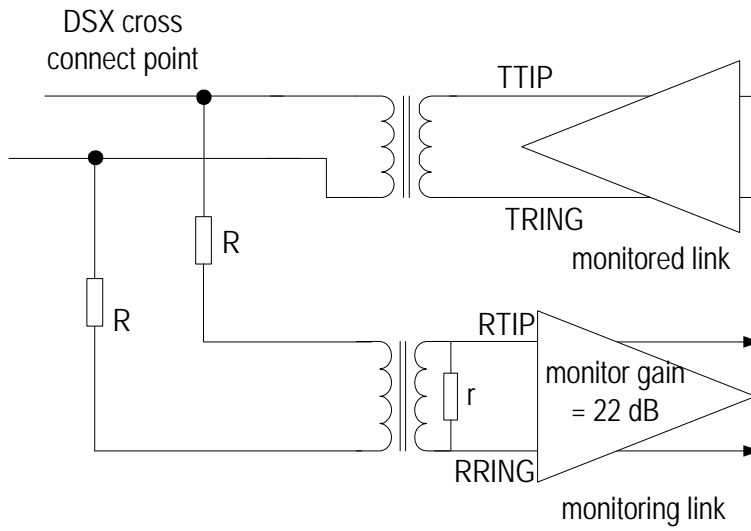 DSX cross
connect point
TTIP
TRING
monitored link
R
R
RTIP
monitor gain
= 22 dB
r
RRING
monitoring link